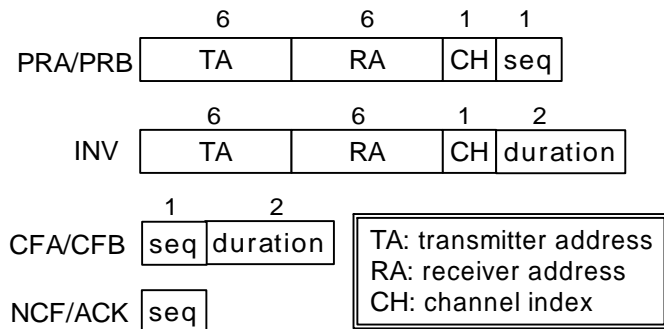 6 6 1 1
PRA/PRB TA RA CH seq
6 6 1 2
INV TA RA CH duration
1 2
CFA/CFB seq duration
NCF/ACK seq
TA: transmitter address
RA: receiver address
CH: channel index